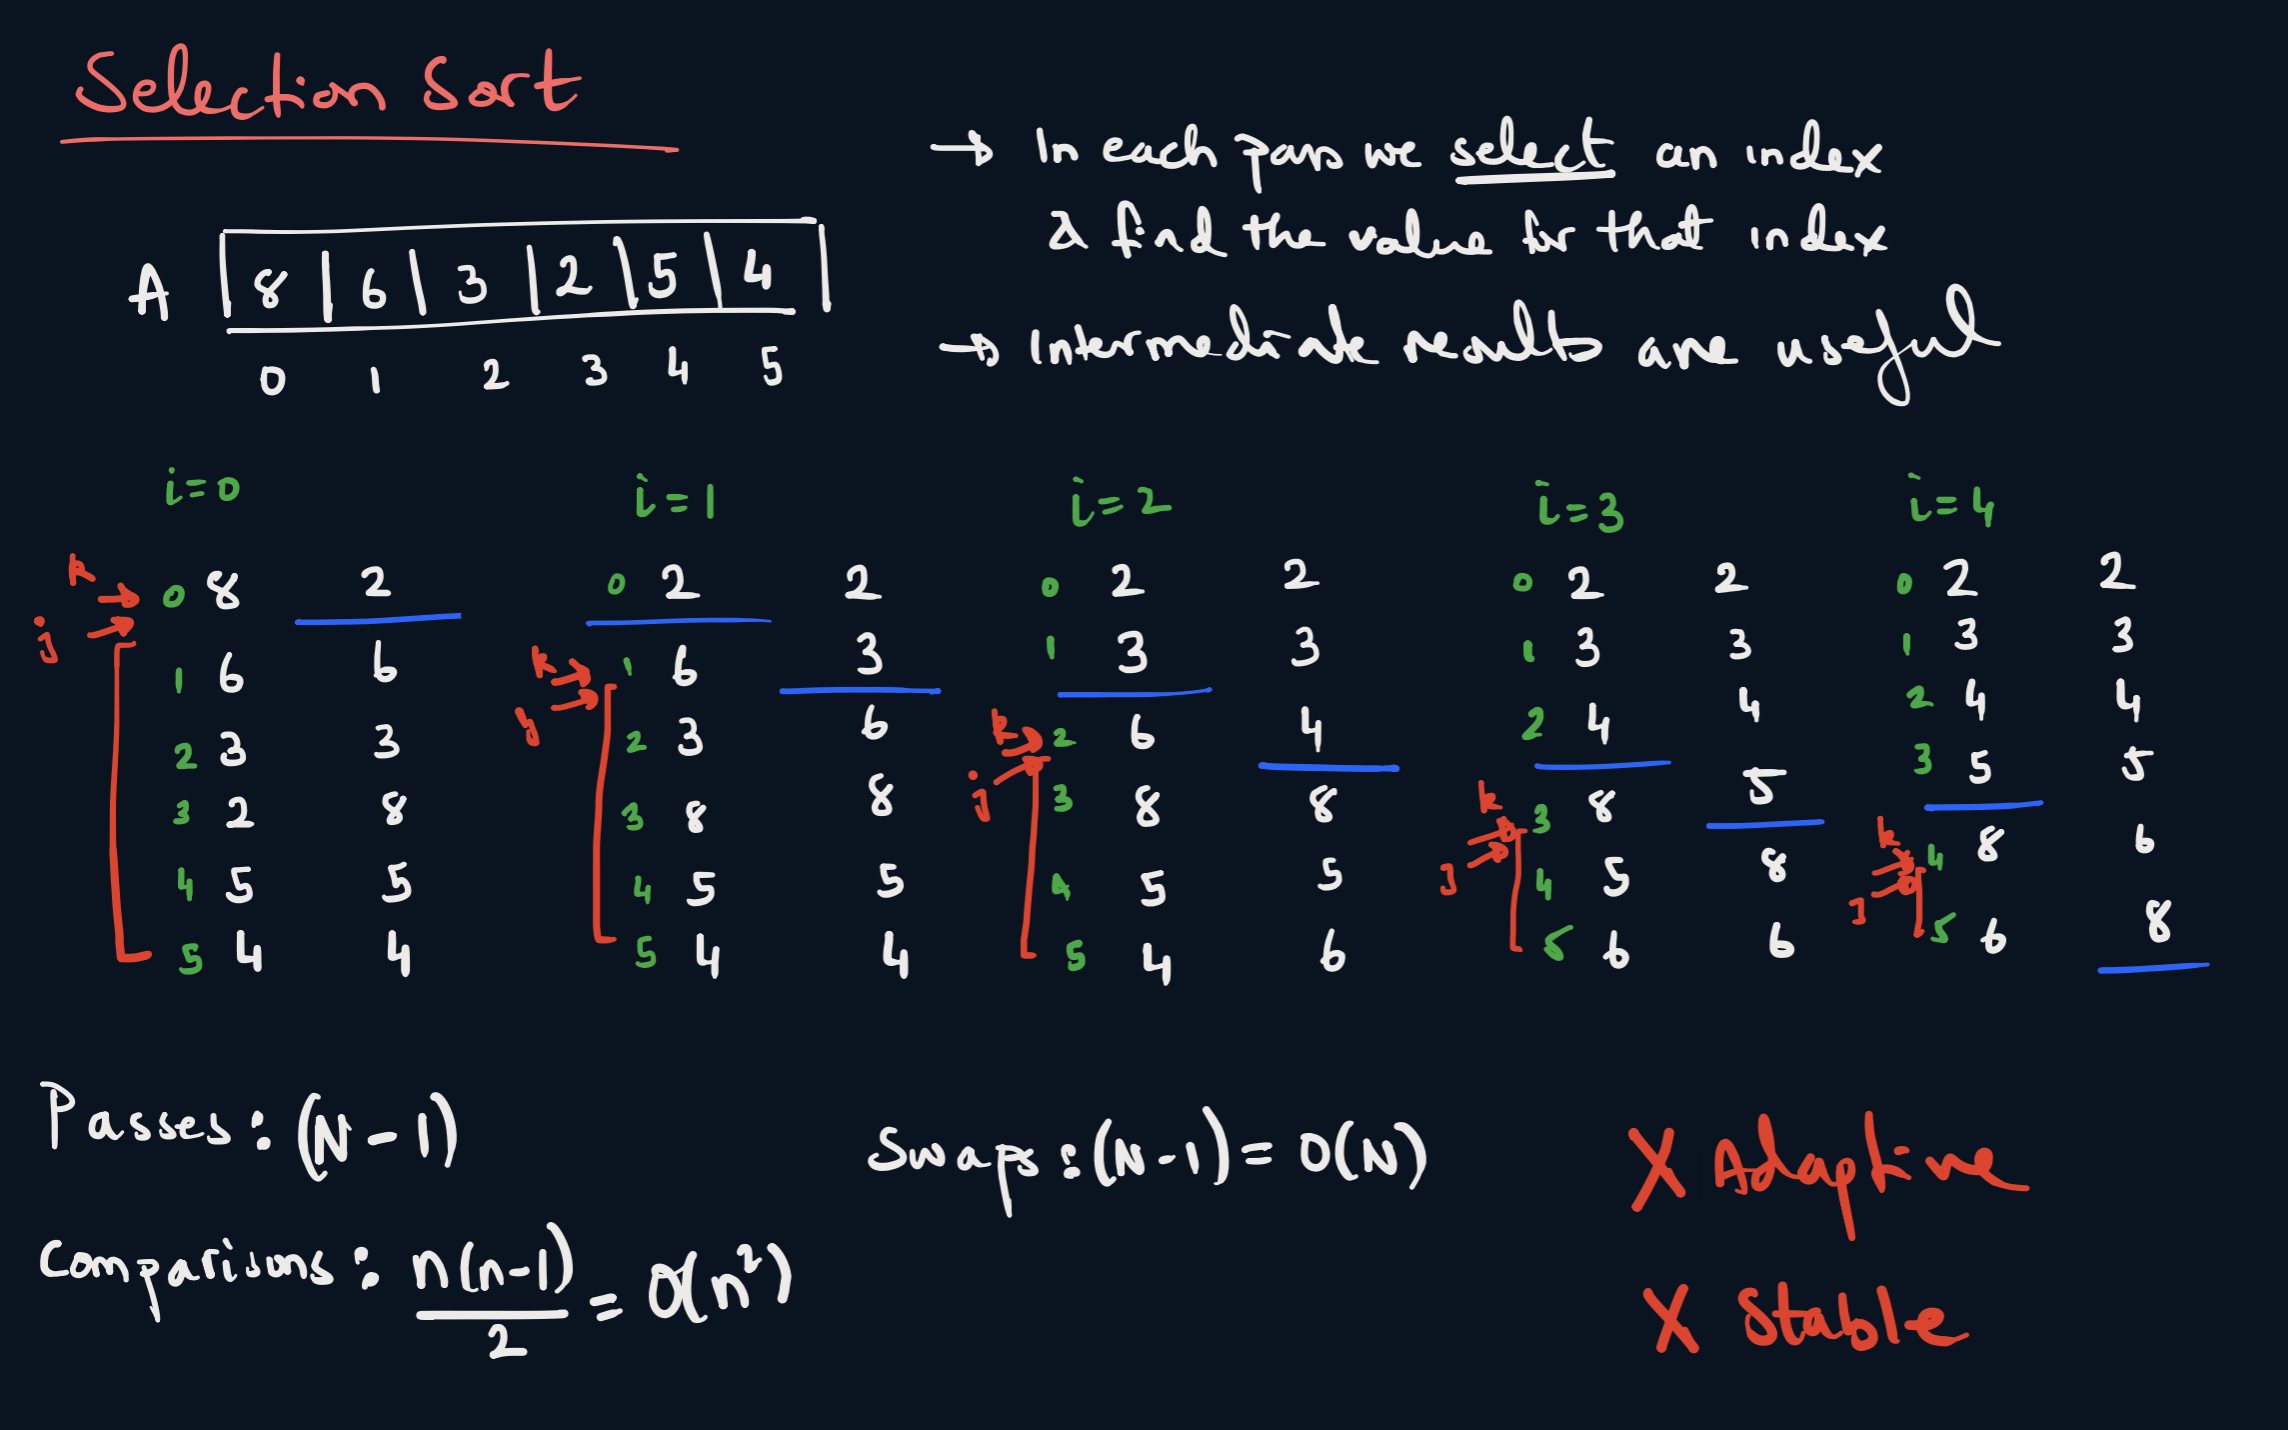 Selection Sort
→ In each pass we select an index
& find the value for that index
→ Intermediate results are useful
A 8 6 3 2 5 4
0 1 2 3 4 5
i=0 i=1 i=2 i=3 i=4
k j
0 8 2
1 6 6
2 3 3
3 2 8
4 5 5
5 4 4
k j
0 2 2
1 6 3
2 3 6
3 8 8
4 5 5
5 4 4
k j
0 2 2
1 3 3
2 6 4
3 8 8
4 5 5
5 4 6
k j
0 2 2
1 3 3
2 4 4
3 8 5
4 5 8
5 6 6
k j
0 2 2
1 3 3
2 4 4
3 5 5
4 8 6
5 6 8
Passes: (N-1)
Comparisons: n(n-1)/2 = O(n²)
Swaps: (N-1) = O(N)
X Adaptive
X Stable